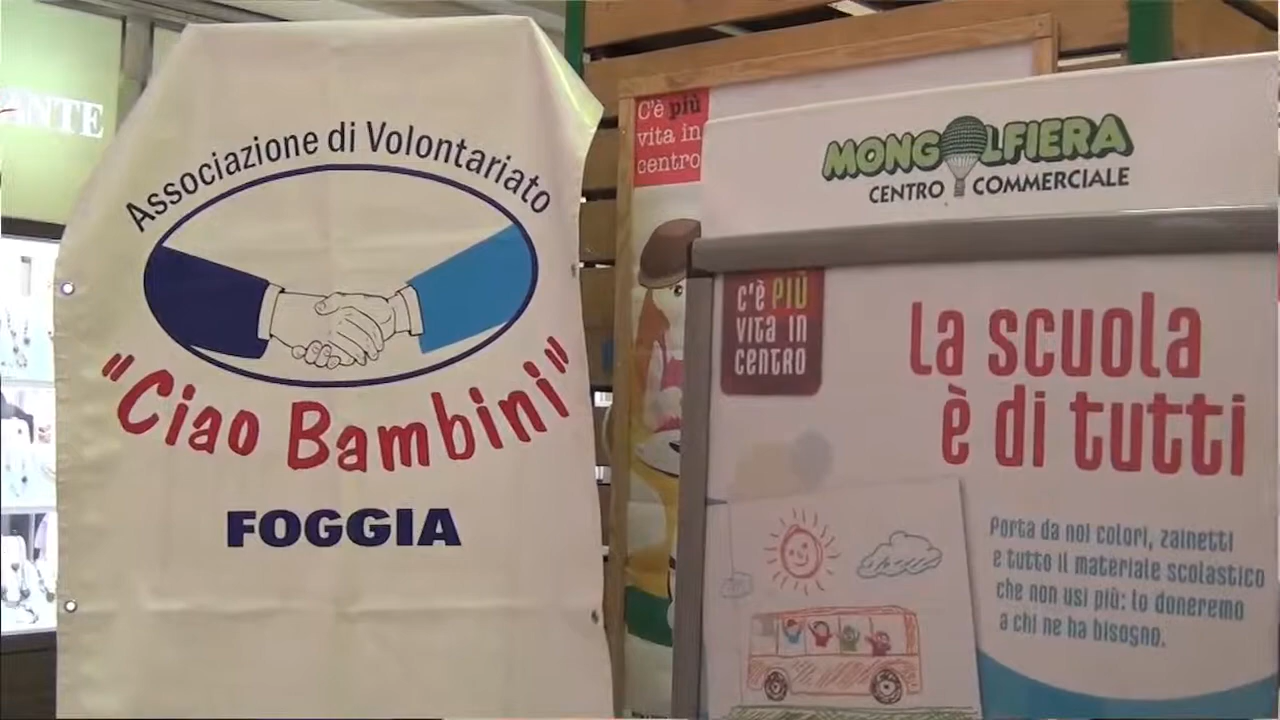 Associazione di Volontariato
"Ciao Bambini"
FOGGIA
C'è più
vita in
centro
MONGOLFIERA
CENTRO COMMERCIALE
C'è PIÙ
VITA IN
CENTRO
La scuola
è di tutti
Porta da noi colori, zainetti
e tutto il materiale scolastico
che non usi più: lo doneremo
a chi ne ha bisogno.